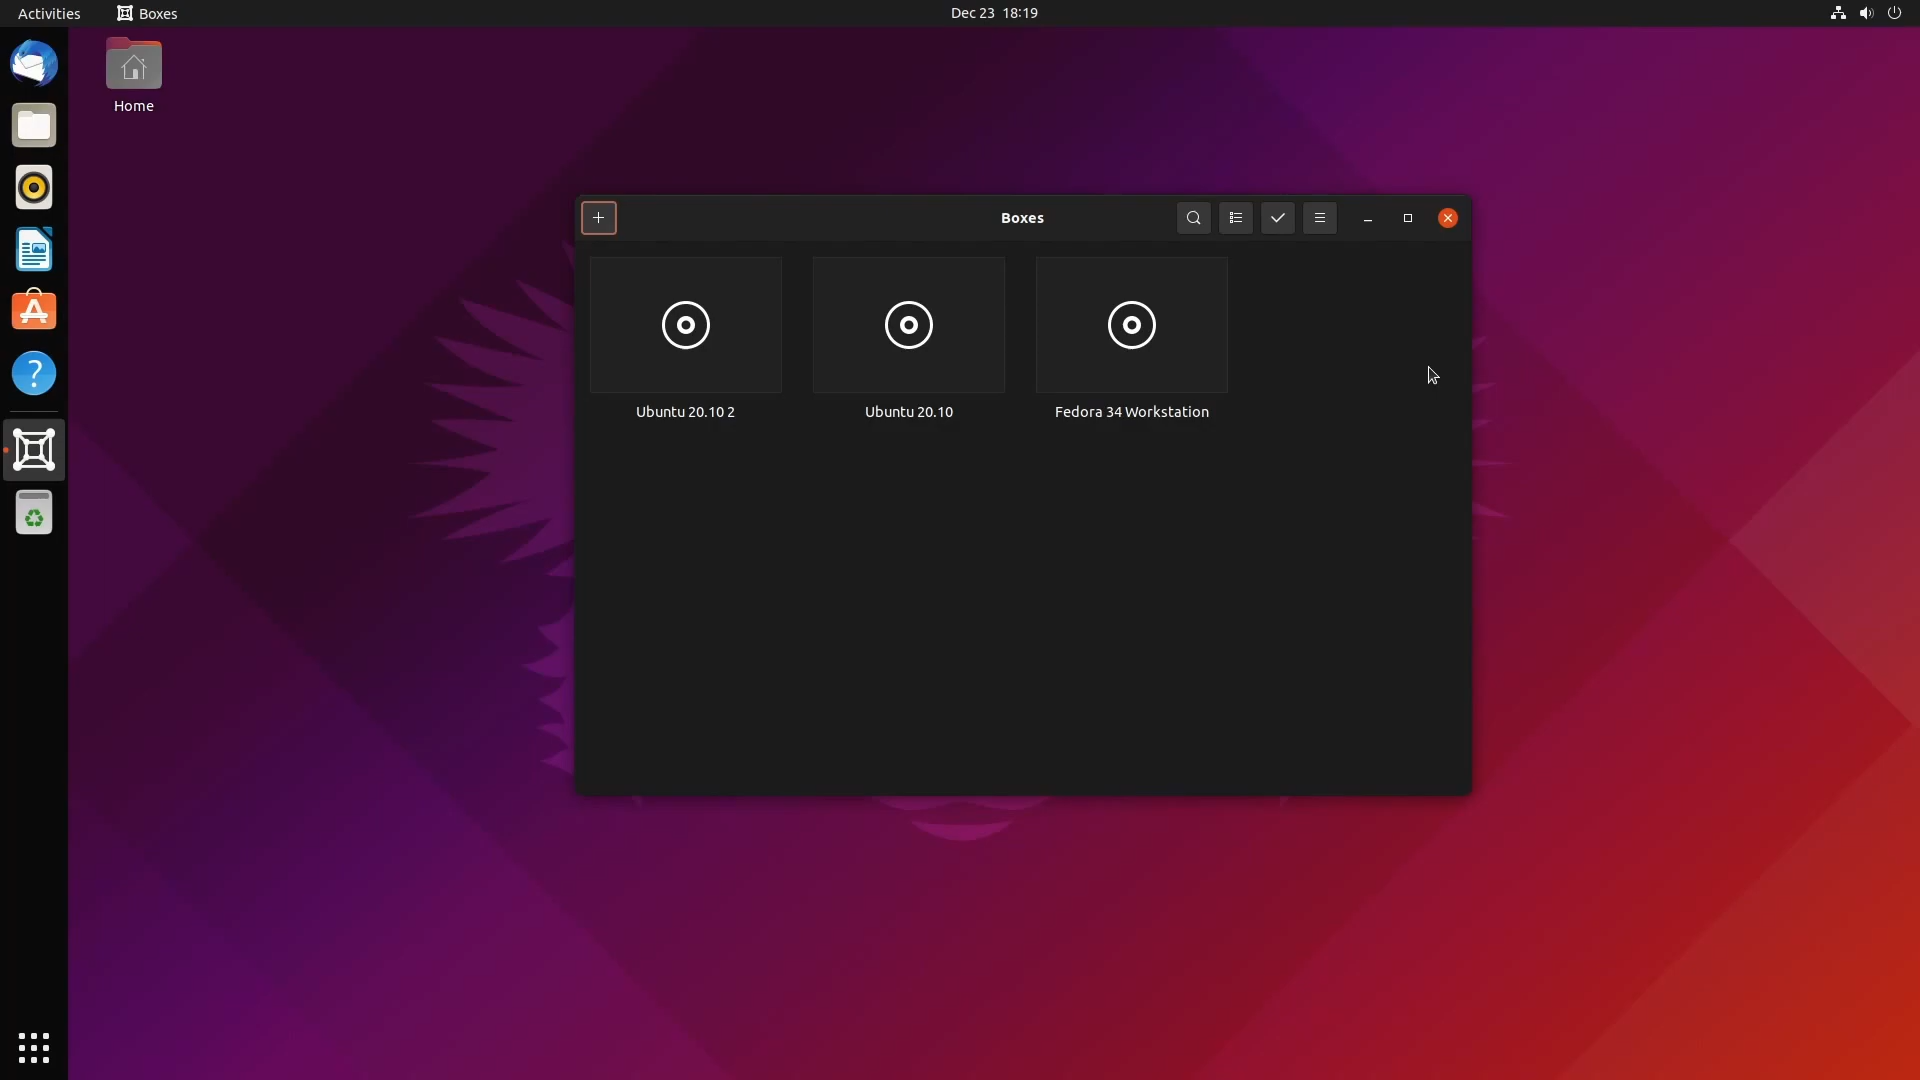 Activities
Boxes
Dec 23 18:19
Home
Boxes
Ubuntu 20.10 2
Ubuntu 20.10
Fedora 34 Workstation